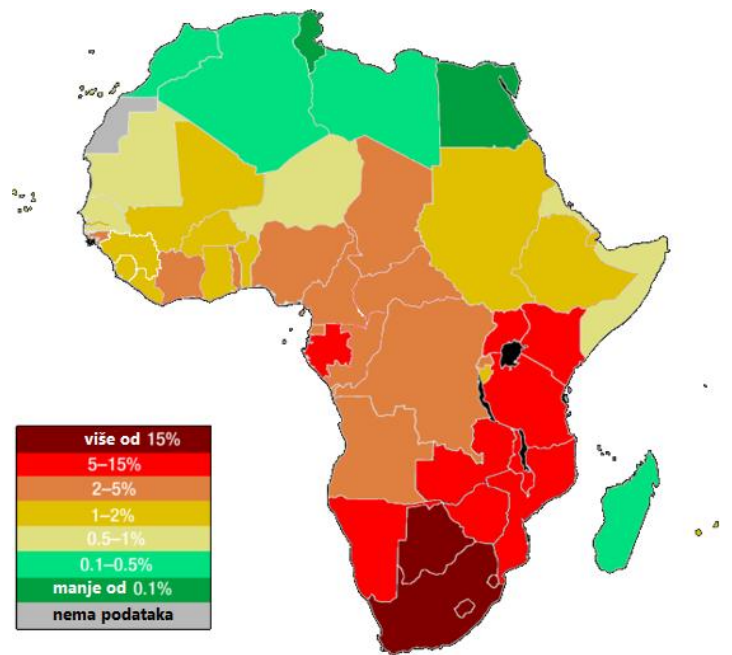 više od 15%
5–15%
2–5%
1–2%
0.5–1%
0.1–0.5%
manje od 0.1%
nema podataka